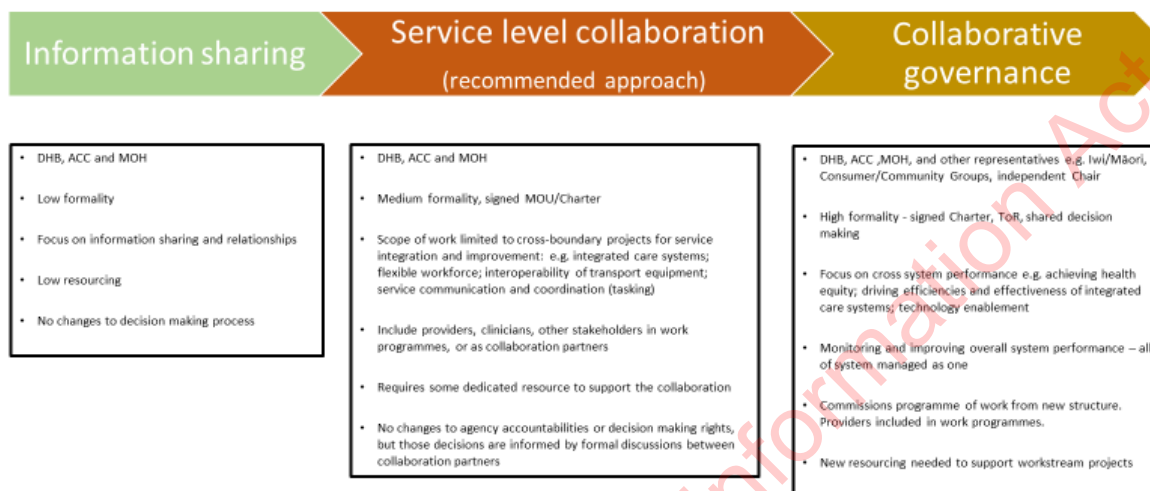 Information sharing
Service level collaboration
(recommended approach)
Collaborative
governance
• DHB, ACC and MOH
• Low formality
• Focus on information sharing and relationships
• Low resourcing
• No changes to decision making process
• DHB, ACC and MOH
• Medium formality, signed MOU/Charter
• Scope of work limited to cross-boundary projects for service
integration and improvement: e.g. integrated care systems;
flexible workforce; interoperability of transport equipment;
service communication and coordination (tasking)
• Include providers, clinicians, other stakeholders in work
programmes, or as collaboration partners
• Requires some dedicated resource to support the collaboration
• No changes to agency accountabilities or decision making rights,
but those decisions are informed by formal discussions between
collaboration partners
• DHB, ACC ,MOH, and other representatives e.g. Iwi/Māori,
Consumer/Community Groups, independent Chair
• High formality - signed Charter, ToR, shared decision
making
• Focus on cross system performance e.g. achieving health
equity; driving efficiencies and effectiveness of integrated
care systems; technology enablement
• Monitoring and improving overall system performance – all
of system managed as one
• Commissions programme of work from new structure.
Providers included in work programmes.
• New resourcing needed to support workstream projects
Information Act